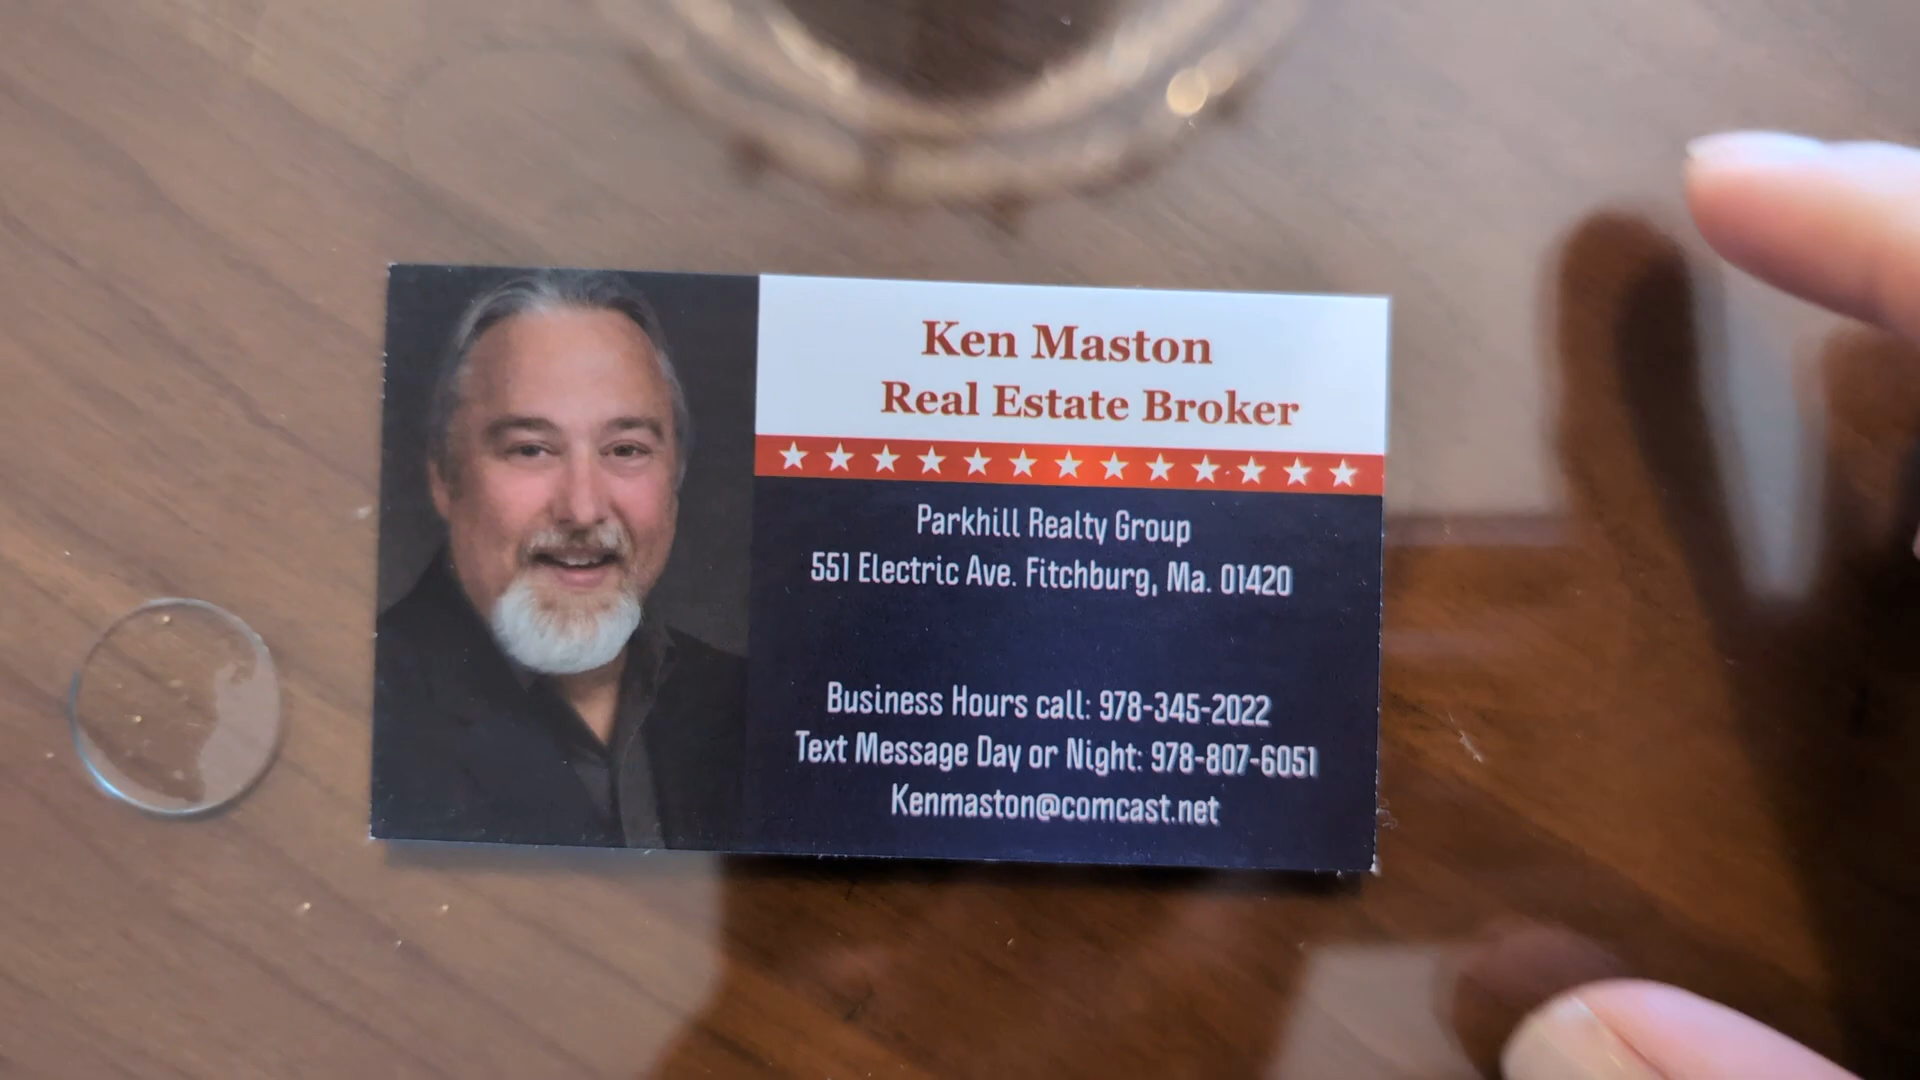 Ken Maston
Real Estate Broker
Parkhill Realty Group
551 Electric Ave. Fitchburg, Ma. 01420
Business Hours call: 978-345-2022
Text Message Day or Night: 978-807-6051
Kenmaston@comcast.net